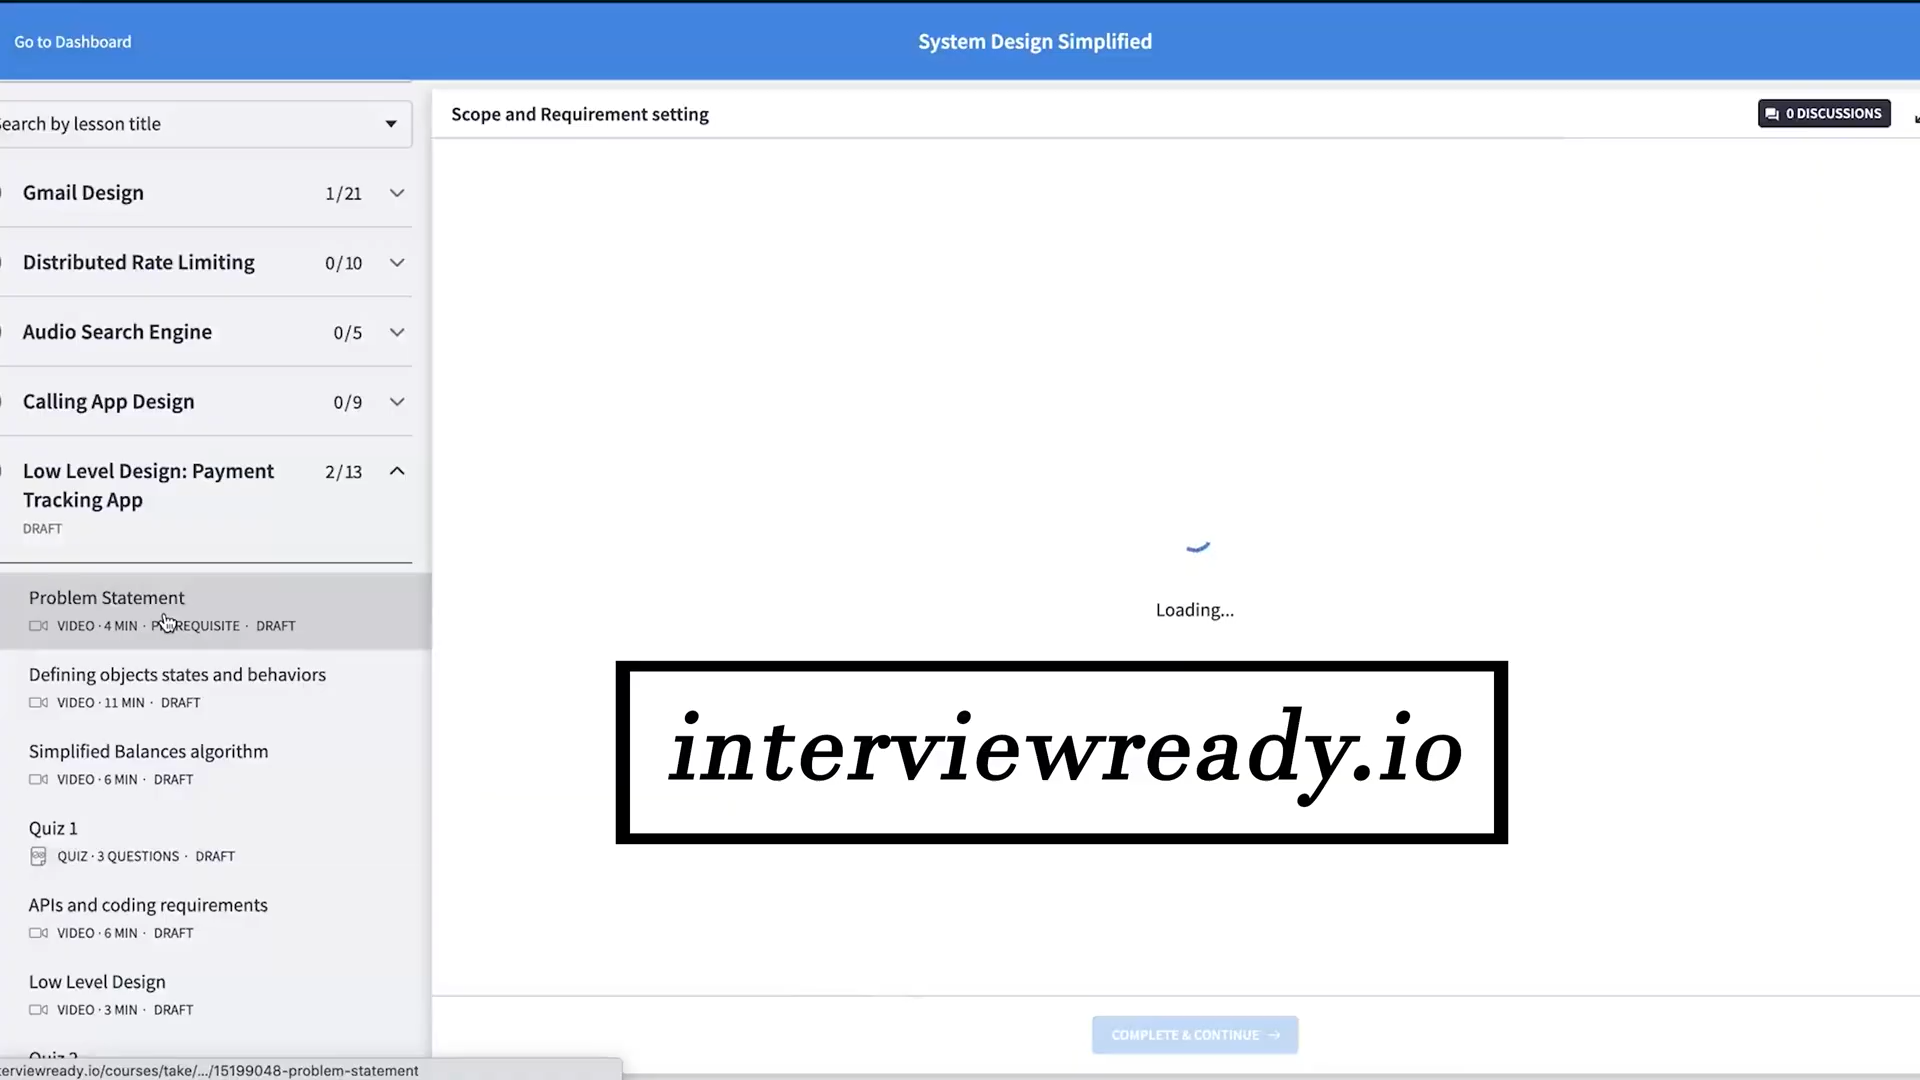 Go to Dashboard
System Design Simplified
Search by lesson title
Scope and Requirement setting
0 DISCUSSIONS
Gmail Design 1/21
Distributed Rate Limiting 0/10
Audio Search Engine 0/5
Calling App Design 0/9
Low Level Design: Payment 2/13
Tracking App
DRAFT
Problem Statement
VIDEO · 4 MIN · PREREQUISITE · DRAFT
Defining objects states and behaviors
VIDEO · 11 MIN · DRAFT
Simplified Balances algorithm
VIDEO · 6 MIN · DRAFT
Quiz 1
QUIZ · 3 QUESTIONS · DRAFT
APIs and coding requirements
VIDEO · 6 MIN · DRAFT
Low Level Design
VIDEO · 3 MIN · DRAFT
Quiz 2
Loading...
interviewready.io
COMPLETE & CONTINUE →
terviewready.io/courses/take/.../15199048-problem-statement